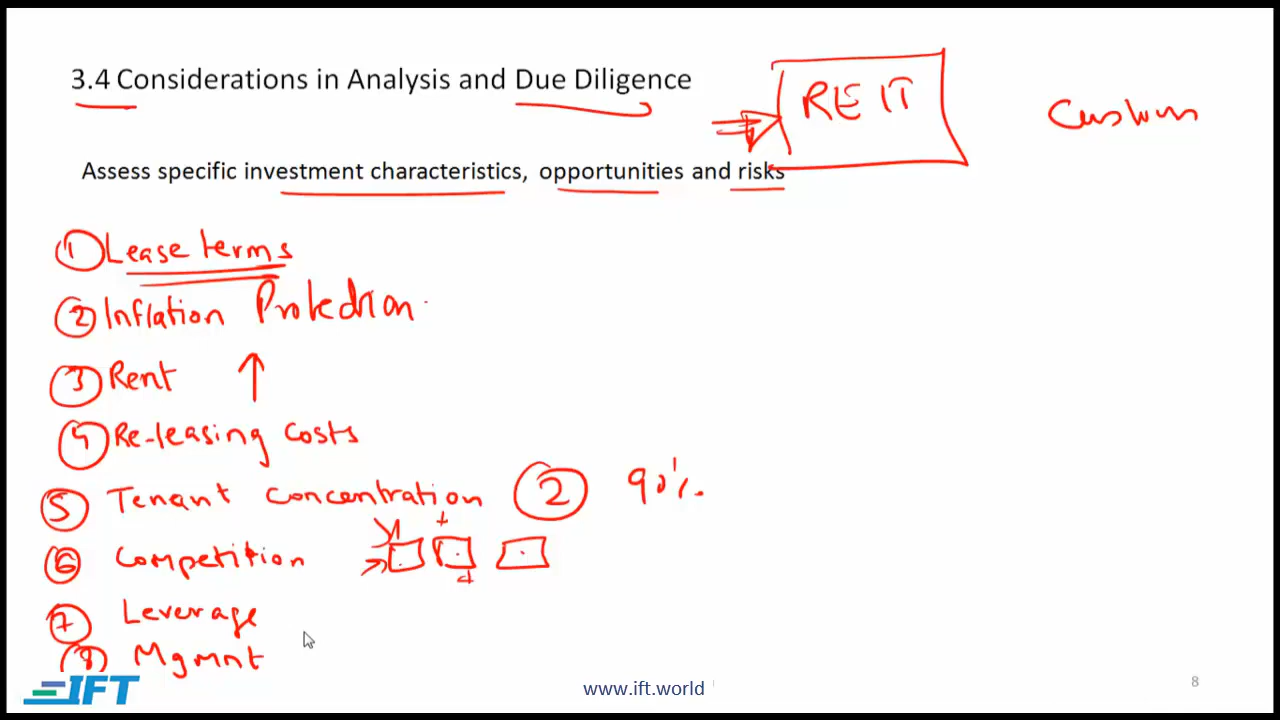 3.4 Considerations in Analysis and Due Diligence
REIT
Custom
Assess specific investment characteristics, opportunities and risks
1 Lease terms
2 Inflation Protection
3 Rent ↑
4 Re-leasing costs
5 Tenant concentration 2 90%
6 Competition
7 Leverage
8 Mgmnt
IFT
www.ift.world
8